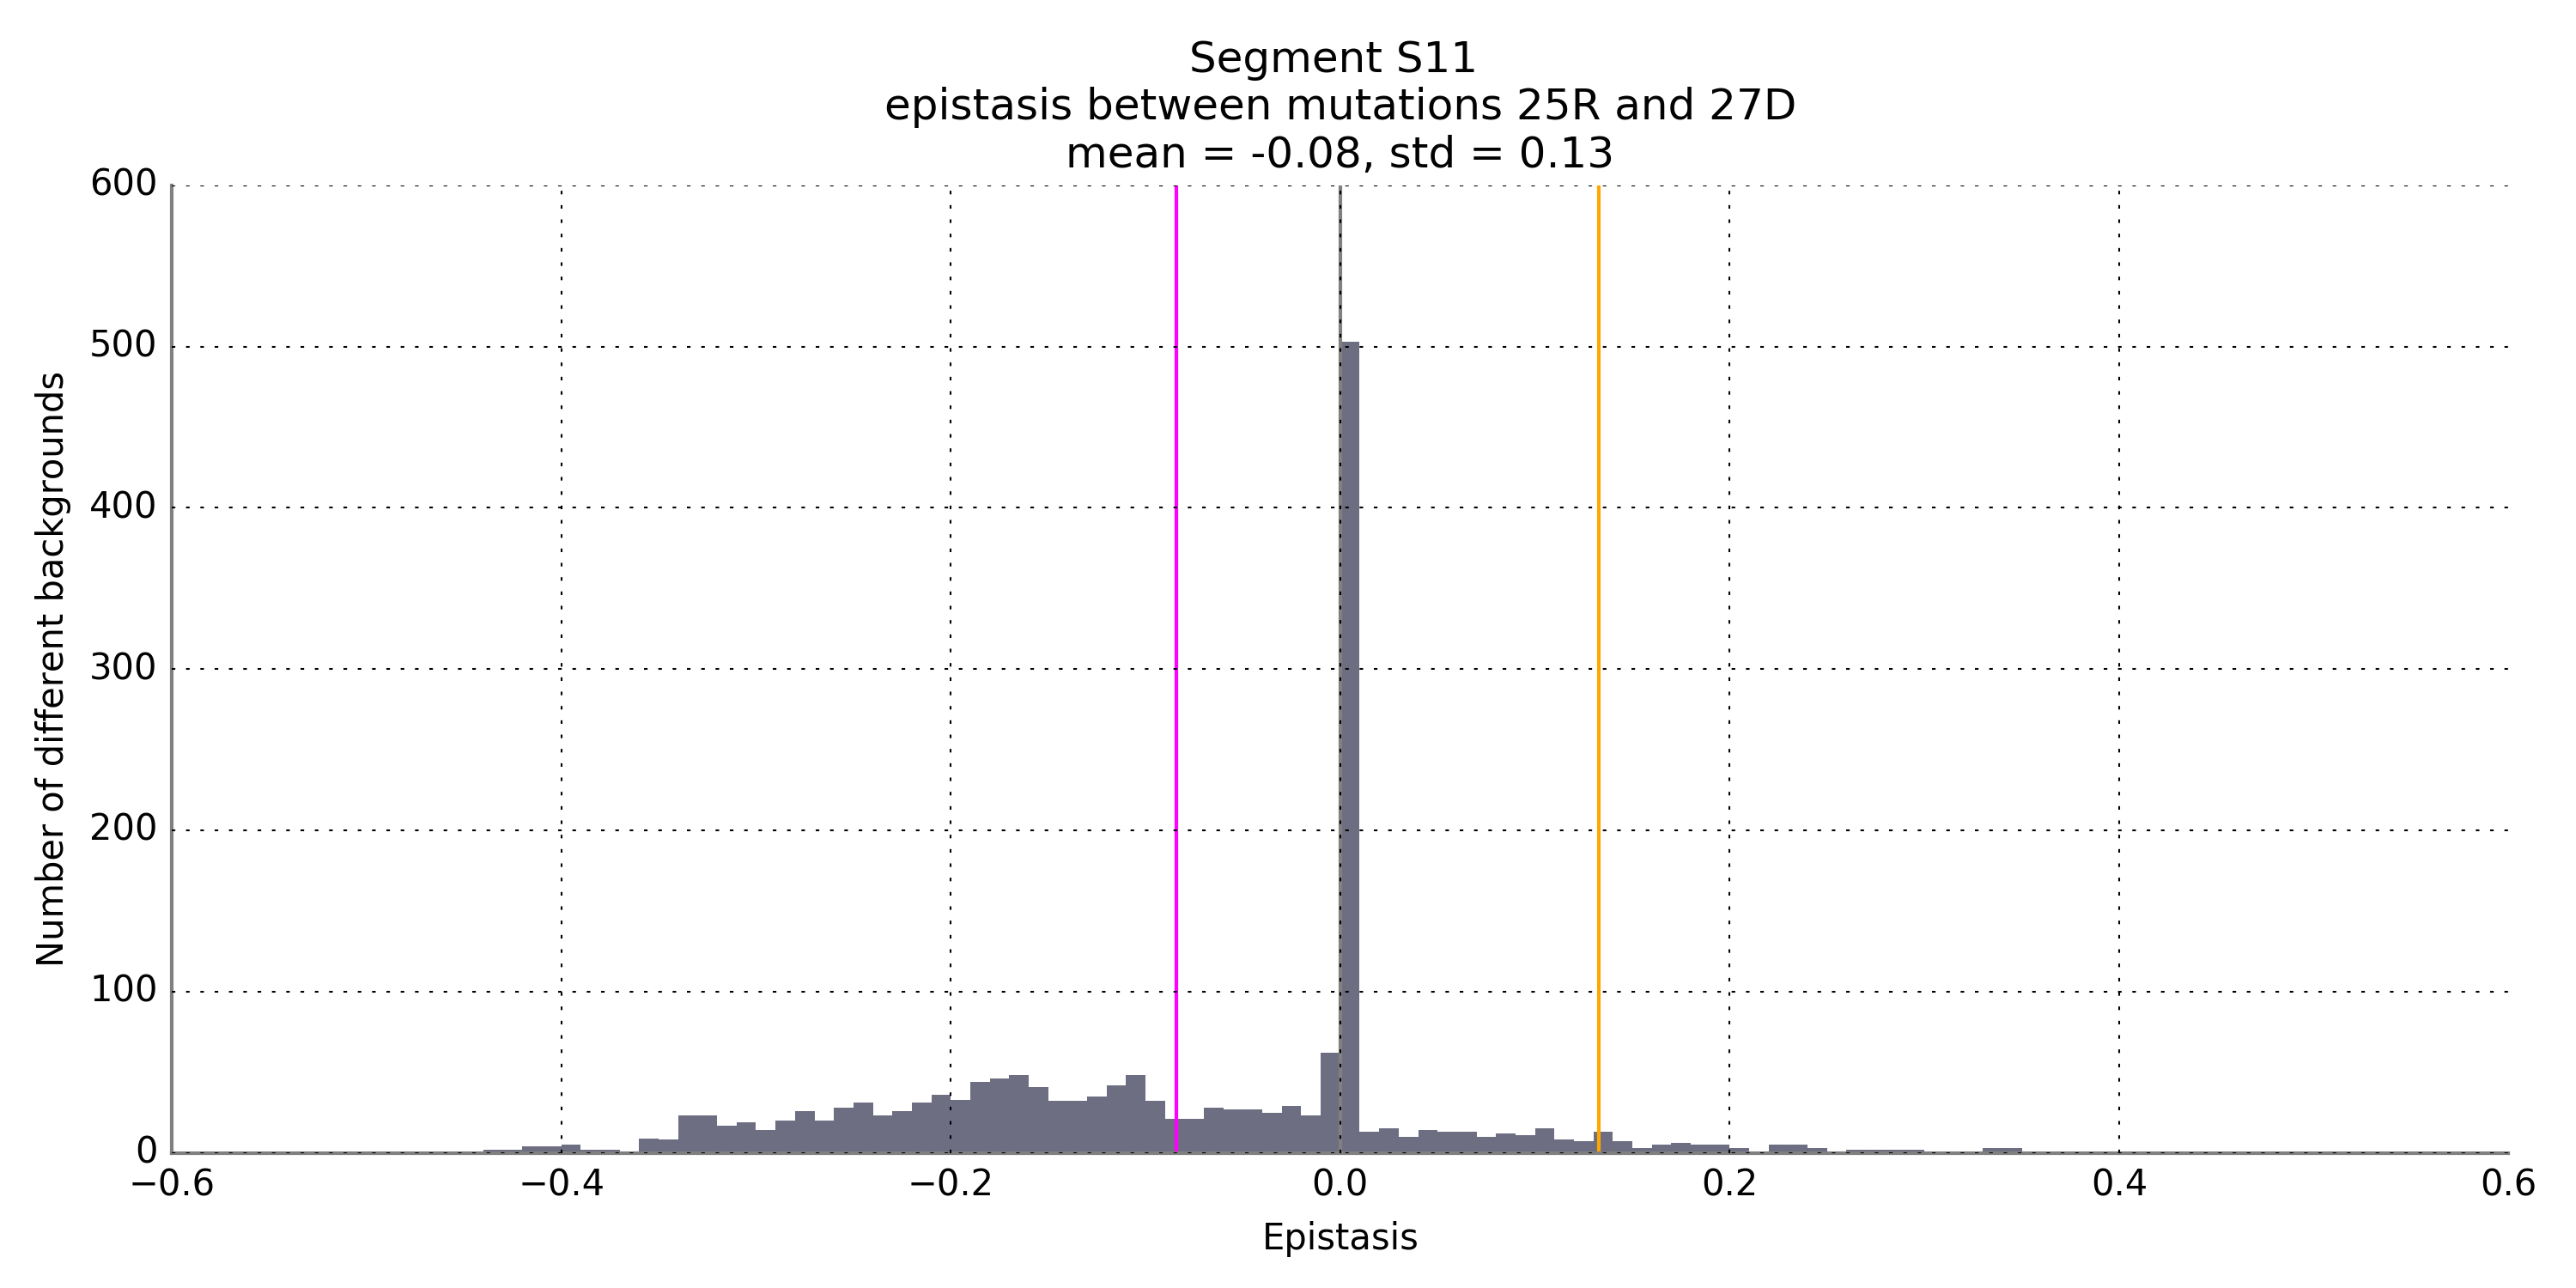 Segment S11
epistasis between mutations 25R and 27D
mean = -0.08, std = 0.13
600
500
400
300
200
100
0
Number of different backgrounds
−0.6 −0.4 −0.2 0.0 0.2 0.4 0.6
Epistasis